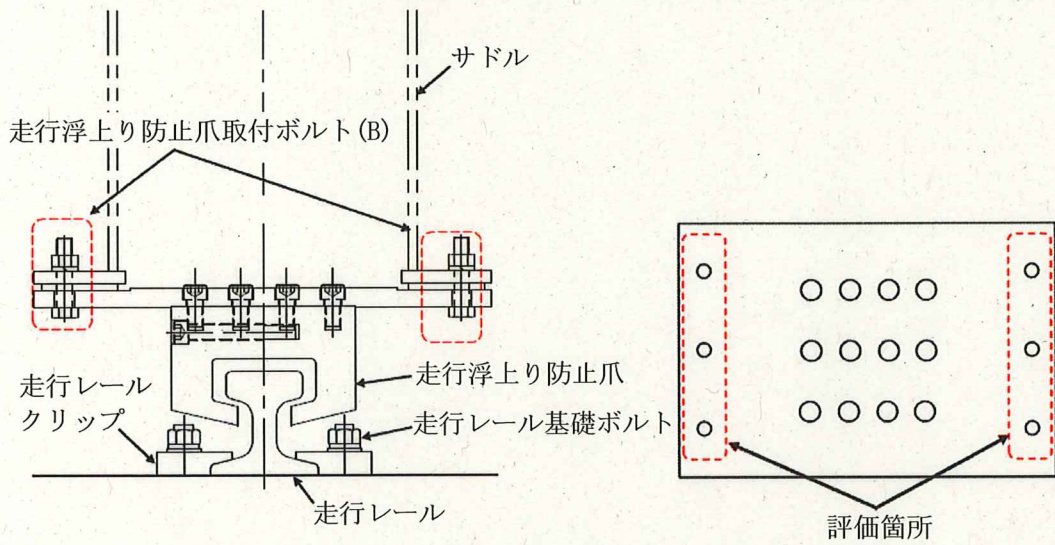 サドル
走行浮上り防止爪取付ボルト(B)
走行浮上り防止爪
走行レール
クリップ
走行レール基礎ボルト
走行レール
評価箇所